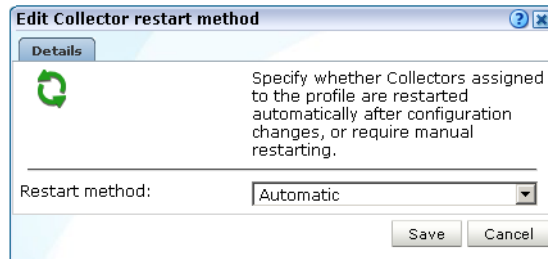 Edit Collector restart method
?
Details
Specify whether Collectors assigned
to the profile are restarted
automatically after configuration
changes, or require manual
restarting.
Restart method:
Automatic
Save Cancel